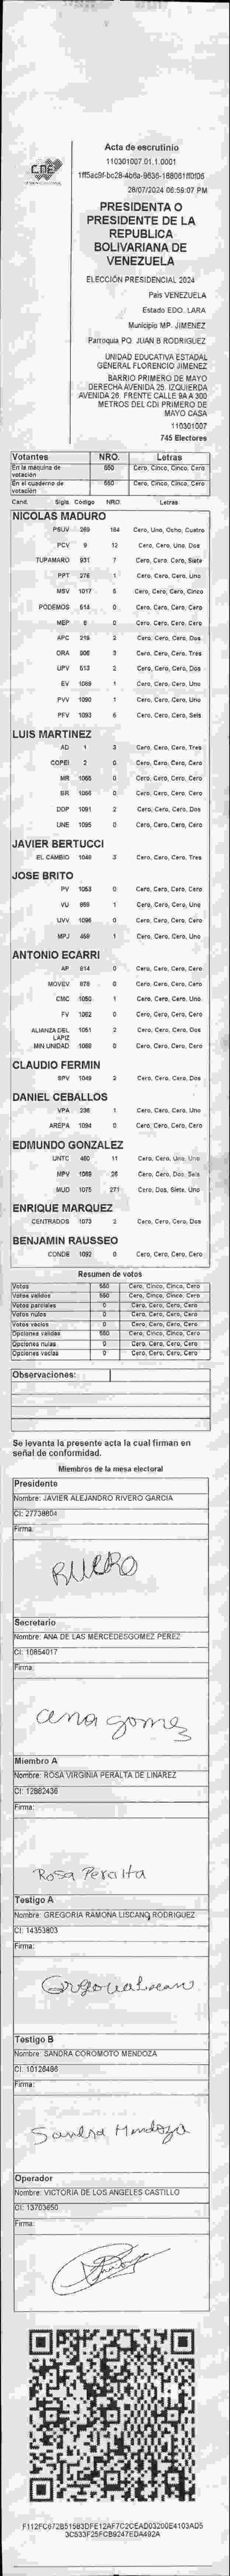 CNE
Acta de escrutinio
110301007.01.1.0001
28/07/2024 06:59:07 PM
PRESIDENTA O
PRESIDENTE DE LA
REPUBLICA
BOLIVARIANA DE
VENEZUELA
ELECCIÓN PRESIDENCIAL 2024
Pais VENEZUELA
Estado EDO. LARA
Municipio MP. JIMENEZ
Parroquia PQ. JUAN B RODRIGUEZ
UNIDAD EDUCATIVA ESTADAL
GENERAL FLORENCIO JIMENEZ
BARRIO PRIMERO DE MAYO
DERECHA AVENIDA 25. IZQUIERDA
AVENIDA 26. FRENTE CALLE 9A A 300
METROS DEL CDI PRIMERO DE
MAYO CASA
110301007
745 Electores
Votantes NRO. Letras
En la maquina de votación 550 Cero, Cinco, Cinco, Cero
En el cuaderno de votación 550 Cero, Cinco, Cinco, Cero
Cand. Sigla Código NRO. Letras
NICOLAS MADURO
PSUV 269 184 Cero, Uno, Ocho, Cuatro
PCV 9 12 Cero, Cero, Uno, Dos
TUPAMARO 931 7 Cero, Cero, Cero, Siete
PPT 276 1 Cero, Cero, Cero, Uno
MSV 1017 5 Cero, Cero, Cero, Cinco
PODEMOS 514 0 Cero, Cero, Cero, Cero
MEP 6 0 Cero, Cero, Cero, Cero
APC 219 2 Cero, Cero, Cero, Dos
ORA 906 3 Cero, Cero, Cero, Tres
UPV 613 2 Cero, Cero, Cero, Dos
EV 1089 1 Cero, Cero, Cero, Uno
PVV 1090 1 Cero, Cero, Cero, Uno
PFV 1093 6 Cero, Cero, Cero, Seis
LUIS MARTINEZ
AD 1 3 Cero, Cero, Cero, Tres
COPEI 2 0 Cero, Cero, Cero, Cero
MR 1065 0 Cero, Cero, Cero, Cero
BR 1056 0 Cero, Cero, Cero, Cero
DDP 1091 2 Cero, Cero, Cero, Dos
UNE 1095 0 Cero, Cero, Cero, Cero
JAVIER BERTUCCI
EL CAMBIO 1048 3 Cero, Cero, Cero, Tres
JOSE BRITO
PV 1053 0 Cero, Cero, Cero, Cero
VU 959 1 Cero, Cero, Cero, Uno
UVV 1096 0 Cero, Cero, Cero, Cero
MPJ 459 1 Cero, Cero, Cero, Uno
ANTONIO ECARRI
AP 814 0 Cero, Cero, Cero, Cero
MOVEV 878 0 Cero, Cero, Cero, Cero
CMC 1050 1 Cero, Cero, Cero, Uno
FV 1062 0 Cero, Cero, Cero, Cero
ALIANZA DEL LAPIZ 1051 2 Cero, Cero, Cero, Dos
MIN UNIDAD 1088 0 Cero, Cero, Cero, Cero
CLAUDIO FERMIN
SPV 1049 2 Cero, Cero, Cero, Dos
DANIEL CEBALLOS
VPA 236 1 Cero, Cero, Cero, Uno
AREPA 1094 0 Cero, Cero, Cero, Cero
EDMUNDO GONZALEZ
UNTC 460 11 Cero, Cero, Uno, Uno
MPV 1069 26 Cero, Cero, Dos, Seis
MUD 1075 271 Cero, Dos, Siete, Uno
ENRIQUE MARQUEZ
CENTRADOS 1073 2 Cero, Cero, Cero, Dos
BENJAMIN RAUSSEO
CONDE 1092 0 Cero, Cero, Cero, Cero
Resumen de votos
Votos 550 Cero, Cinco, Cinco, Cero
Votos validos 550 Cero, Cinco, Cinco, Cero
Votos parciales 0 Cero, Cero, Cero, Cero
Votos nulos 0 Cero, Cero, Cero, Cero
Votos vacios 0 Cero, Cero, Cero, Cero
Opciones validas 550 Cero, Cinco, Cinco, Cero
Opciones nulas 0 Cero, Cero, Cero, Cero
Opciones vacias 0 Cero, Cero, Cero, Cero
Observaciones:
Se levanta la presente acta la cual firman en
señal de conformidad.
Miembros de la mesa electoral
Presidente
Nombre: JAVIER ALEJANDRO RIVERO GARCIA
CI: 27738804
Firma:
RIVERO
Secretario
Nombre: ANA DE LAS MERCEDESGOMEZ PEREZ
CI: 10854017
Firma:
ana gomez
Miembro A
Nombre: ROSA VIRGINIA PERALTA DE LINAREZ
CI: 12882436
Firma:
Rosa Peralta
Testigo A
Nombre: GREGORIA RAMONA LISCANO RODRIGUEZ
CI: 14353803
Firma:
Testigo B
Nombre: SANDRA COROMOTO MENDOZA
CI: 10126486
Firma:
Sandra Mendoza
Operador
Nombre: VICTORIA DE LOS ANGELES CASTILLO
CI: 13703650
Firma: